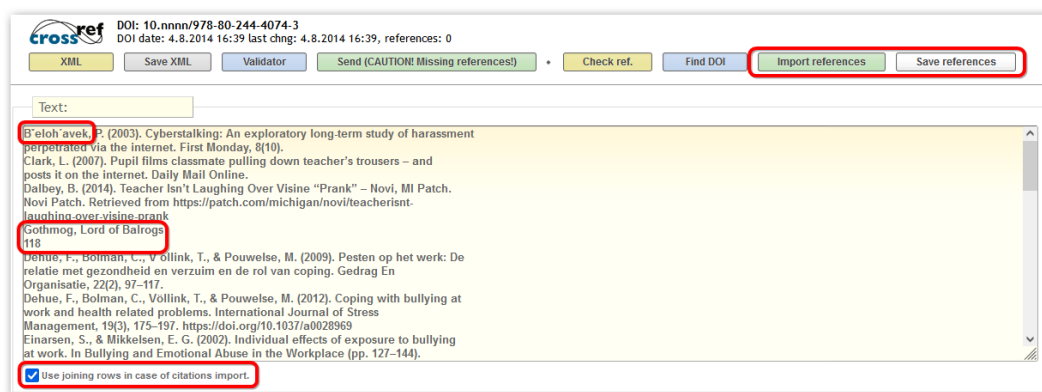 crossref
DOI: 10.nnnn/978-80-244-4074-3
DOI date: 4.8.2014 16:39 last chng: 4.8.2014 16:39, references: 0
XML Save XML Validator Send (CAUTION! Missing references!) • Check ref. Find DOI Import references Save references
Text:
Bˇeloh´avek, P. (2003). Cyberstalking: An exploratory long-term study of harassment
perpetrated via the internet. First Monday, 8(10).
Clark, L. (2007). Pupil films classmate pulling down teacher’s trousers – and
posts it on the internet. Daily Mail Online.
Dalbey, B. (2014). Teacher Isn’t Laughing Over Visine “Prank” – Novi, MI Patch.
Novi Patch. Retrieved from https://patch.com/michigan/novi/teacherisnt-
laughing-over-visine-prank
Gothmog, Lord of Balrogs
118
Dehue, F., Bolman, C., V¨ollink, T., & Pouwelse, M. (2009). Pesten op het werk: De
relatie met gezondheid en verzuim en de rol van coping. Gedrag En
Organisatie, 22(2), 97–117.
Dehue, F., Bolman, C., Völlink, T., & Pouwelse, M. (2012). Coping with bullying at
work and health related problems. International Journal of Stress
Management, 19(3), 175–197. https://doi.org/10.1037/a0028969
Einarsen, S., & Mikkelsen, E. G. (2002). Individual effects of exposure to bullying
at work. In Bullying and Emotional Abuse in the Workplace (pp. 127–144).
Use joining rows in case of citations import.